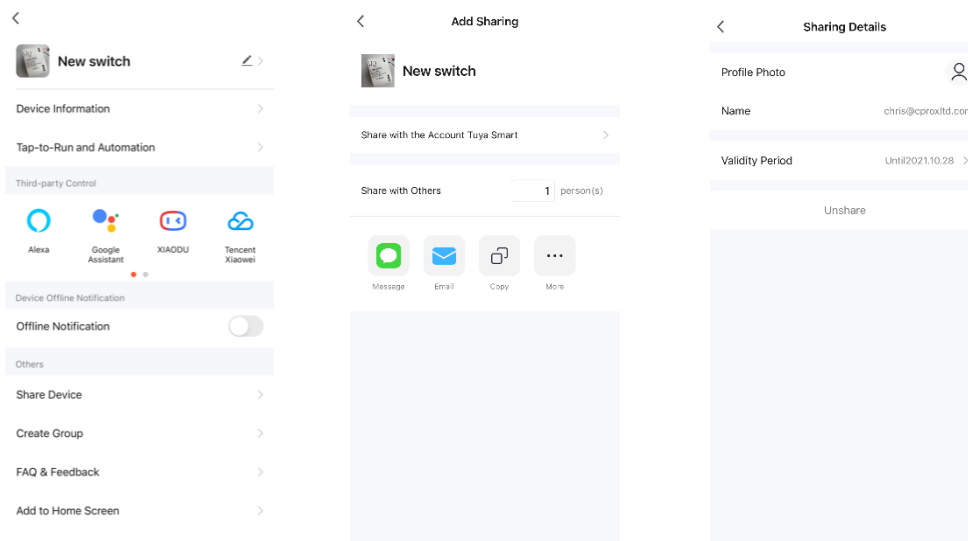 New switch
Device Information
Tap-to-Run and Automation
Third-party Control
Alexa
Google
Assistant
XIAODU
Tencent
Xiaowei
Device Offline Notification
Offline Notification
Others
Share Device
Create Group
FAQ & Feedback
Add to Home Screen
Add Sharing
New switch
Share with the Account Tuya Smart
Share with Others 1 person(s)
Message
Email
Copy
More
Sharing Details
Profile Photo
Name chris@cproxltd.com
Validity Period Until2021.10.28
Unshare